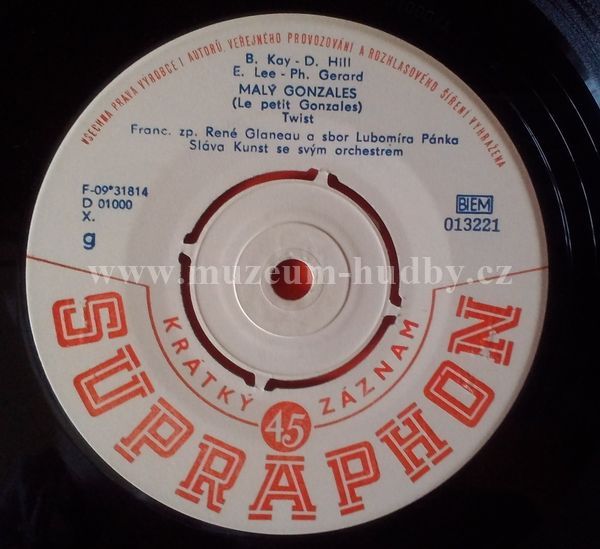 VŠECHNA PRÁVA VÝROBCE I AUTORŮ, VEŘEJNÉHO PROVOZOVÁNÍ A ROZHLASOVÉHO ŠÍŘENÍ VYHRAŽENA
B. Kay - D. Hill
E. Lee - Ph. Gerard
MALÝ GONZALES
(Le petit Gonzales)
Twist
Franc. zp. René Glaneau a sbor Lubomíra Pánka
Sláva Kunst se svým orchestrem
F-09*31814
D 01000
X.
g
BIEM
013221
www.muzeum-hudby.cz
KRÁTKÝ 45 ZÁZNAM
SUPRAPHON